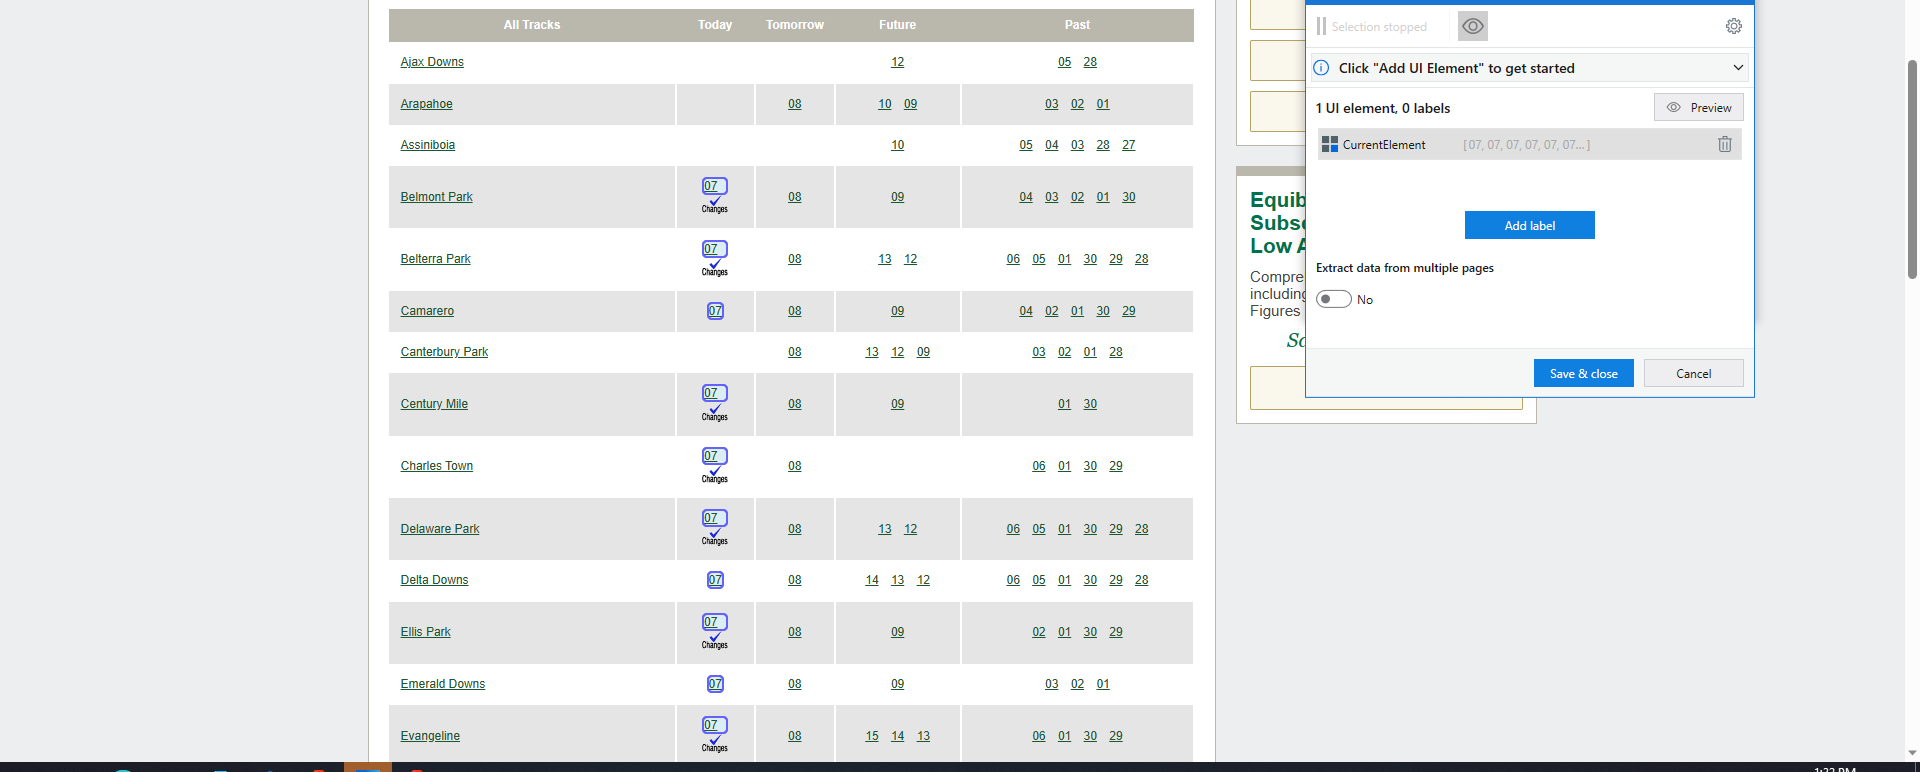 All Tracks Today Tomorrow Future Past
Ajax Downs 12 05 28
Arapahoe 08 10 09 03 02 01
Assiniboia 10 05 04 03 28 27
Belmont Park 07 Changes 08 09 04 03 02 01 30
Belterra Park 07 Changes 08 13 12 06 05 01 30 29 28
Camarero 07 08 09 04 02 01 30 29
Canterbury Park 08 13 12 09 03 02 01 28
Century Mile 07 Changes 08 09 01 30
Charles Town 07 Changes 08 06 01 30 29
Delaware Park 07 Changes 08 13 12 06 05 01 30 29 28
Delta Downs 07 08 14 13 12 06 05 01 30 29 28
Ellis Park 07 Changes 08 09 02 01 30 29
Emerald Downs 07 08 09 03 02 01
Evangeline 07 Changes 08 15 14 13 06 01 30 29
Equib
Subs
Low A
Compre
including
Figures
Selection stopped
Click "Add UI Element" to get started
1 UI element, 0 labels
Preview
CurrentElement [07, 07, 07, 07, 07, 07...]
Add label
Extract data from multiple pages
No
Save & close Cancel